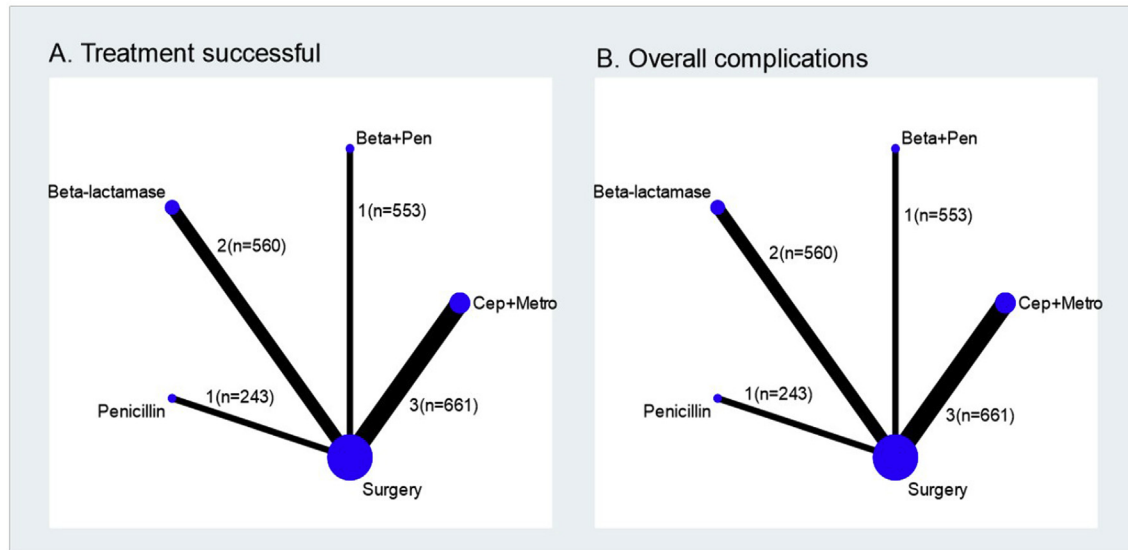 A. Treatment successful
Beta+Pen
Beta-lactamase
1(n=553)
2(n=560)
Cep+Metro
1(n=243)
Penicillin
3(n=661)
Surgery
B. Overall complications
Beta+Pen
Beta-lactamase
1(n=553)
2(n=560)
Cep+Metro
1(n=243)
Penicillin
3(n=661)
Surgery